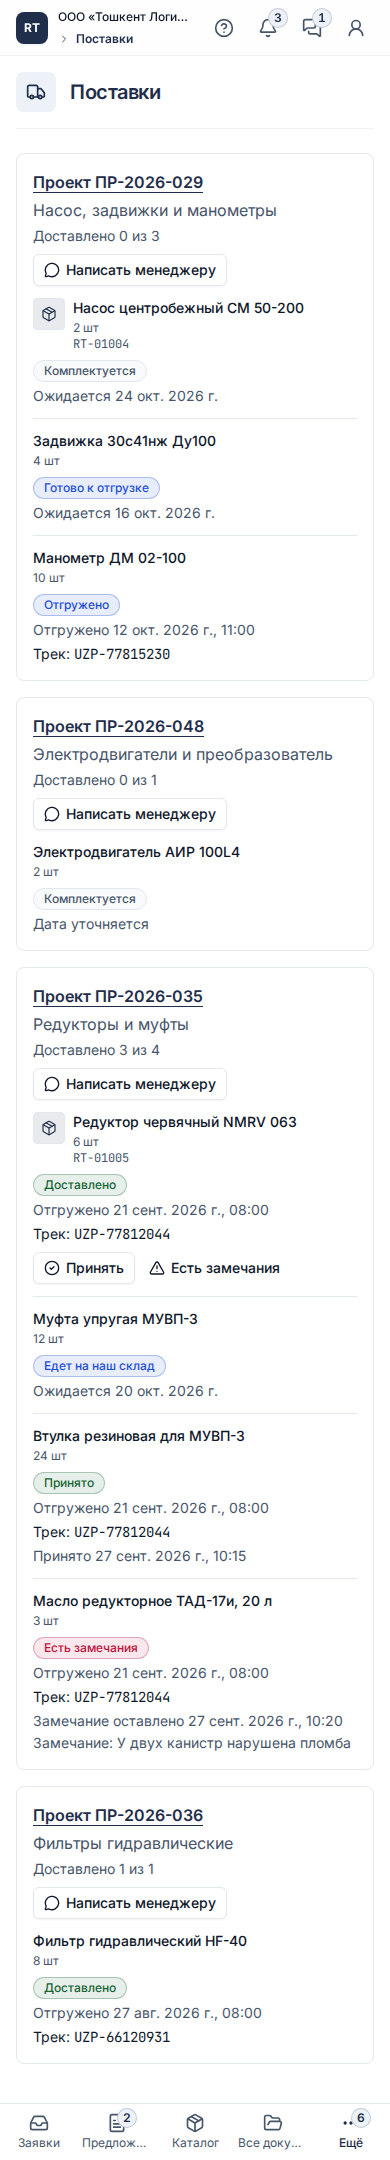 RT
ООО «Тошкент Логи...
Поставки
3
1
Поставки
Проект ПР-2026-029
Насос, задвижки и манометры
Доставлено 0 из 3
Написать менеджеру
Насос центробежный СМ 50-200
2 шт
RT-01004
Комплектуется
Ожидается 24 окт. 2026 г.
Задвижка 30с41нж Ду100
4 шт
Готово к отгрузке
Ожидается 16 окт. 2026 г.
Манометр ДМ 02-100
10 шт
Отгружено
Отгружено 12 окт. 2026 г., 11:00
Трек: UZP-77815230
Проект ПР-2026-048
Электродвигатели и преобразователь
Доставлено 0 из 1
Написать менеджеру
Электродвигатель АИР 100L4
2 шт
Комплектуется
Дата уточняется
Проект ПР-2026-035
Редукторы и муфты
Доставлено 3 из 4
Написать менеджеру
Редуктор червячный NMRV 063
6 шт
RT-01005
Доставлено
Отгружено 21 сент. 2026 г., 08:00
Трек: UZP-77812044
Принять
Есть замечания
Муфта упругая МУВП-3
12 шт
Едет на наш склад
Ожидается 20 окт. 2026 г.
Втулка резиновая для МУВП-3
24 шт
Принято
Отгружено 21 сент. 2026 г., 08:00
Трек: UZP-77812044
Принято 27 сент. 2026 г., 10:15
Масло редукторное ТАД-17и, 20 л
3 шт
Есть замечания
Отгружено 21 сент. 2026 г., 08:00
Трек: UZP-77812044
Замечание оставлено 27 сент. 2026 г., 10:20
Замечание: У двух канистр нарушена пломба
Проект ПР-2026-036
Фильтры гидравлические
Доставлено 1 из 1
Написать менеджеру
Фильтр гидравлический HF-40
8 шт
Доставлено
Отгружено 27 авг. 2026 г., 08:00
Трек: UZP-66120931
2
6
Заявки
Предлож...
Каталог
Все доку...
Ещё